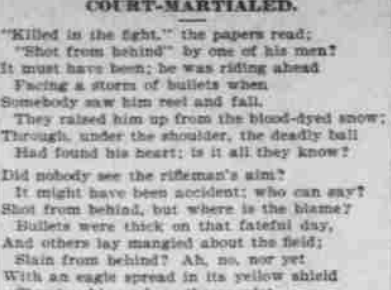 COURT-MARTIALED.
"Killed in the fight," the papers read;
"Shot from behind" by one of his men?
It must have been; he was riding ahead
Facing a storm of bullets when
Somebody saw him reel and fall.
They raised him up from the blood-dyed snow;
Through, under the shoulder, the deadly ball
Had found his heart; is it all they know?
Did nobody see the rifleman's aim?
It might have been accident; who can say?
Shot from behind, but where is the blame?
Bullets were thick on that fateful day,
And others lay mangled about the field;
Slain from behind? Ah, no, nor yet
With an eagle spread in its yellow shield